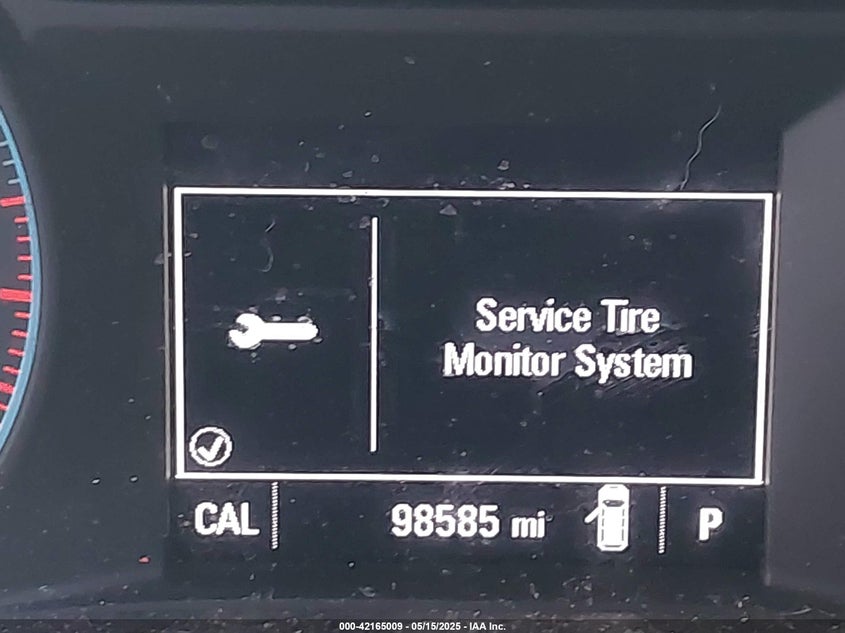 Service Tire
Monitor System
CAL 98585 mi P
000-42165009 - 05/15/2025 - IAA Inc.